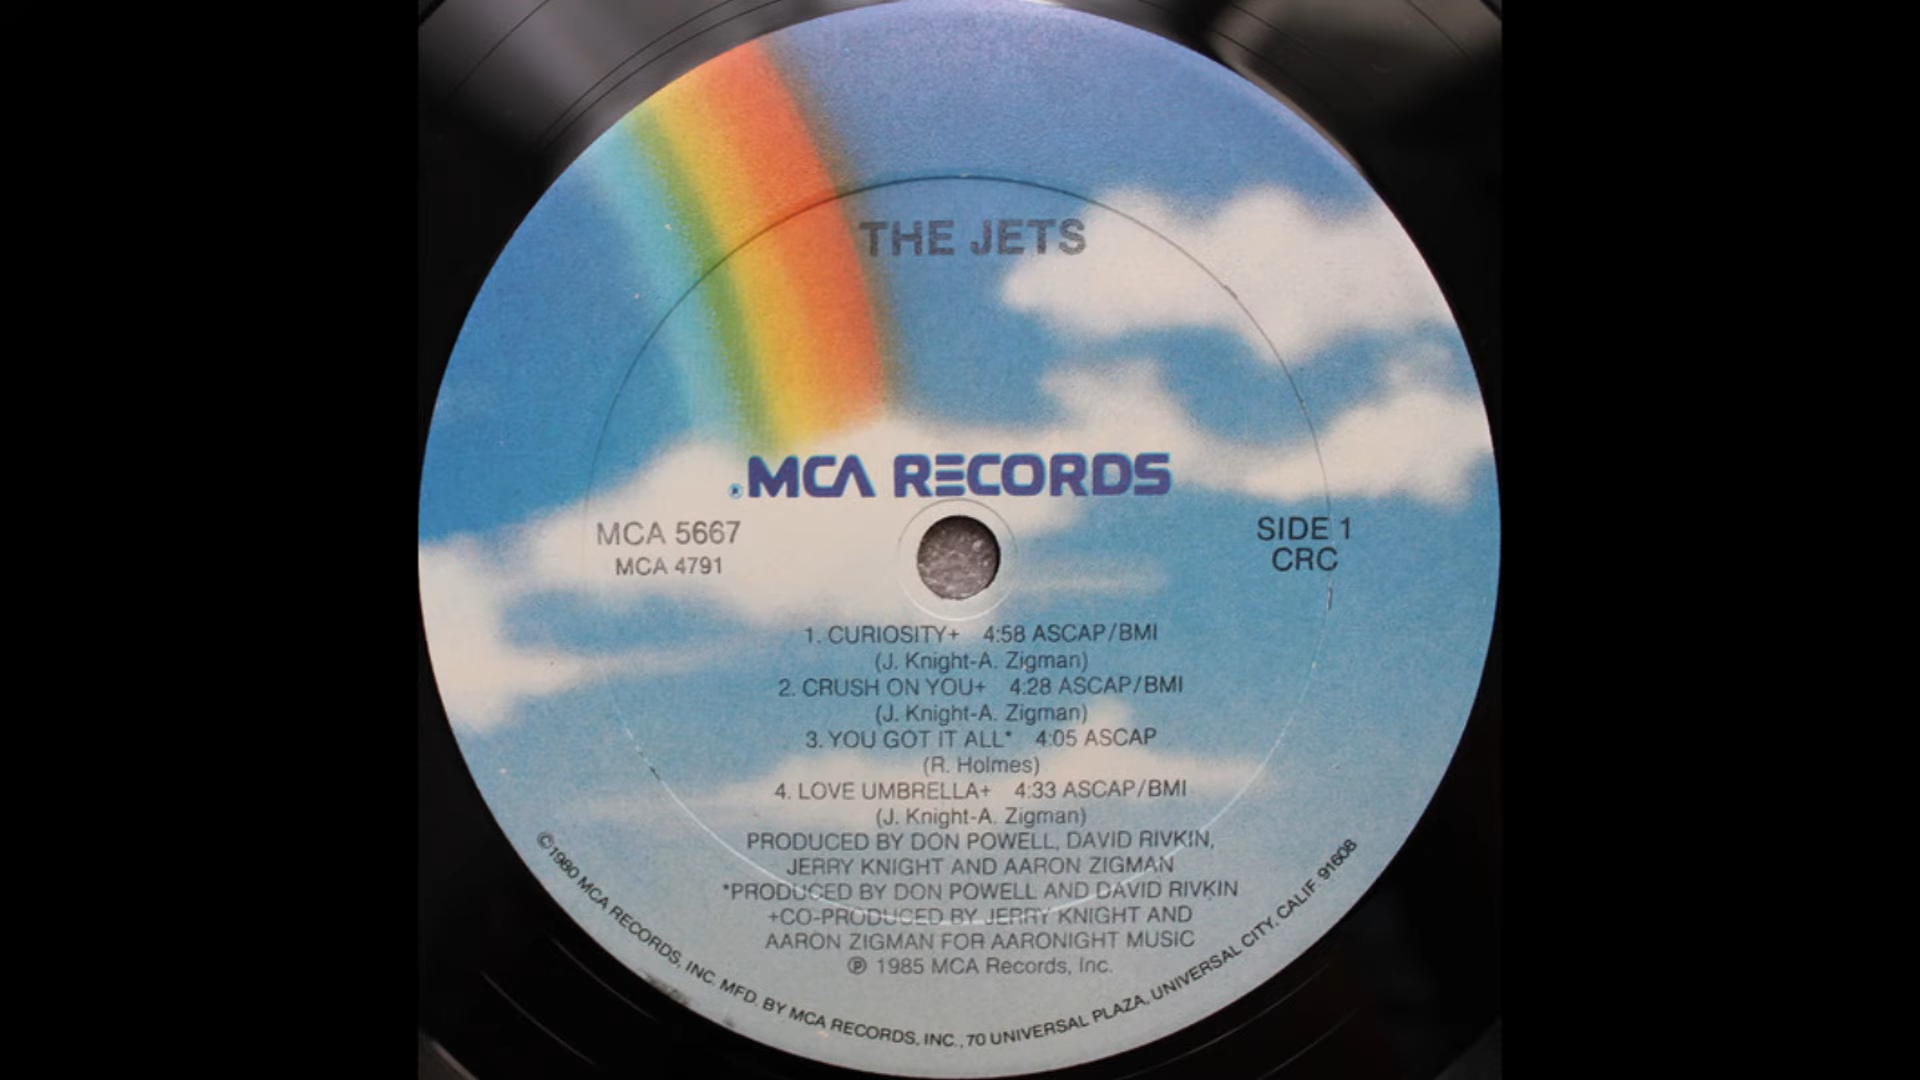 THE JETS
® MCA RECORDS
MCA 5667
MCA 4791
SIDE 1
CRC
1. CURIOSITY+ 4:58 ASCAP/BMI
(J. Knight-A. Zigman)
2. CRUSH ON YOU+ 4:28 ASCAP/BMI
(J. Knight-A. Zigman)
3. YOU GOT IT ALL* 4:05 ASCAP
(R. Holmes)
4. LOVE UMBRELLA+ 4:33 ASCAP/BMI
(J. Knight-A. Zigman)
PRODUCED BY DON POWELL, DAVID RIVKIN,
JERRY KNIGHT AND AARON ZIGMAN
*PRODUCED BY DON POWELL AND DAVID RIVKIN
+CO-PRODUCED BY JERRY KNIGHT AND
AARON ZIGMAN FOR AARONIGHT MUSIC
℗ 1985 MCA Records, Inc.
©1980 MCA RECORDS, INC. MFD. BY MCA RECORDS, INC., 70 UNIVERSAL PLAZA, UNIVERSAL CITY, CALIF. 91608